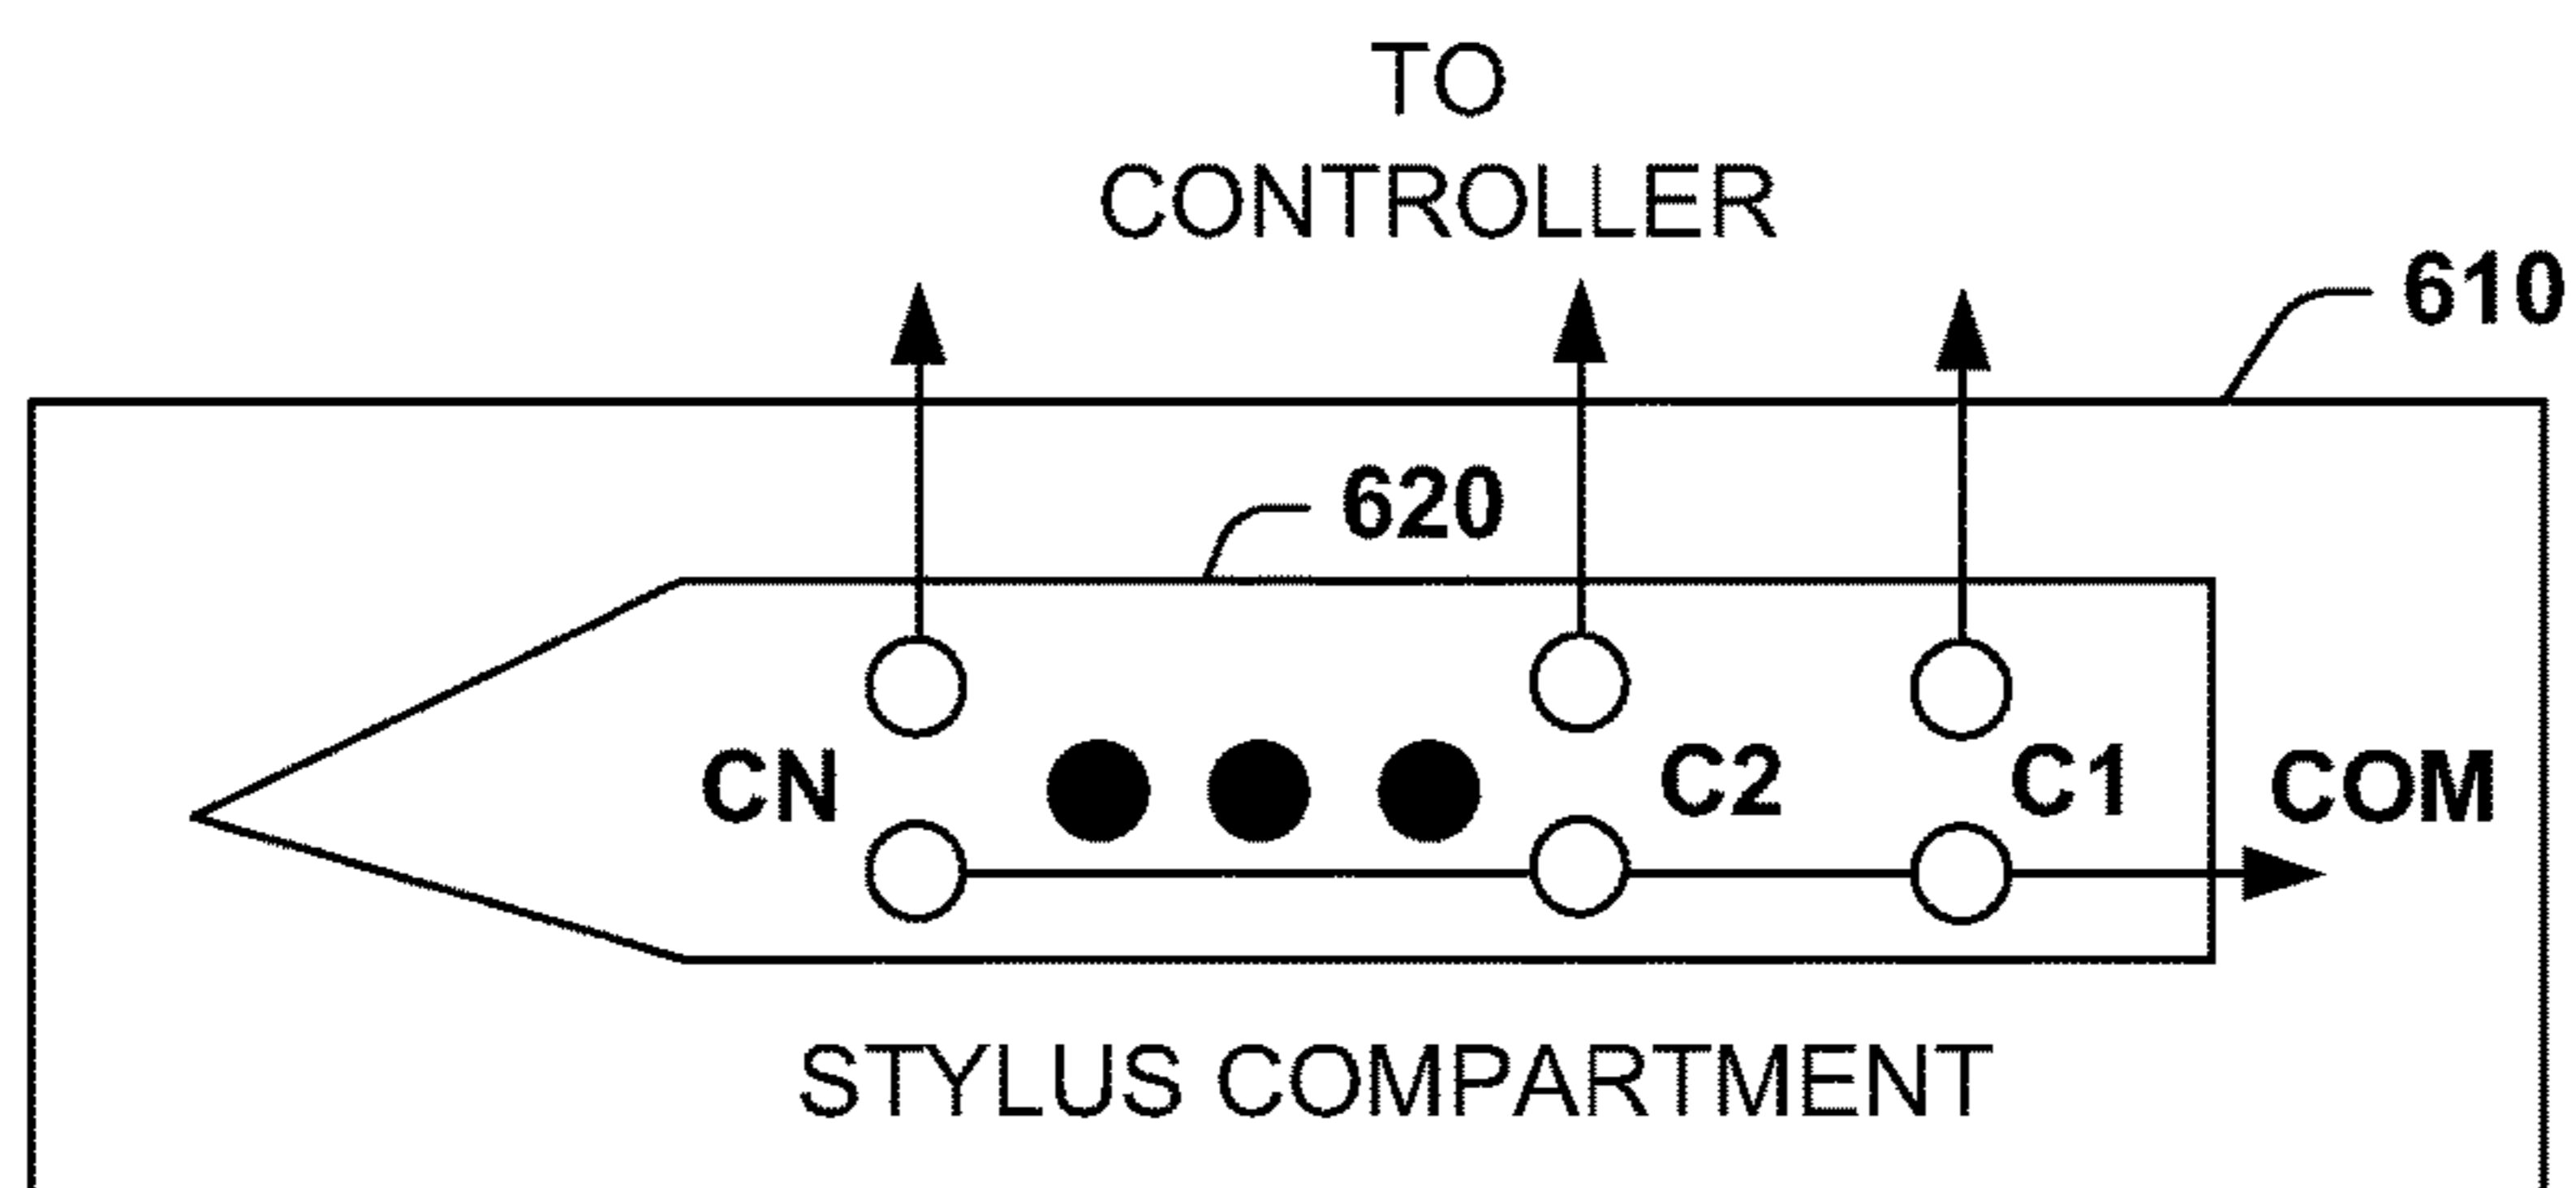 TO
CONTROLLER
610
620
CN
C2
C1
COM
STYLUS COMPARTMENT